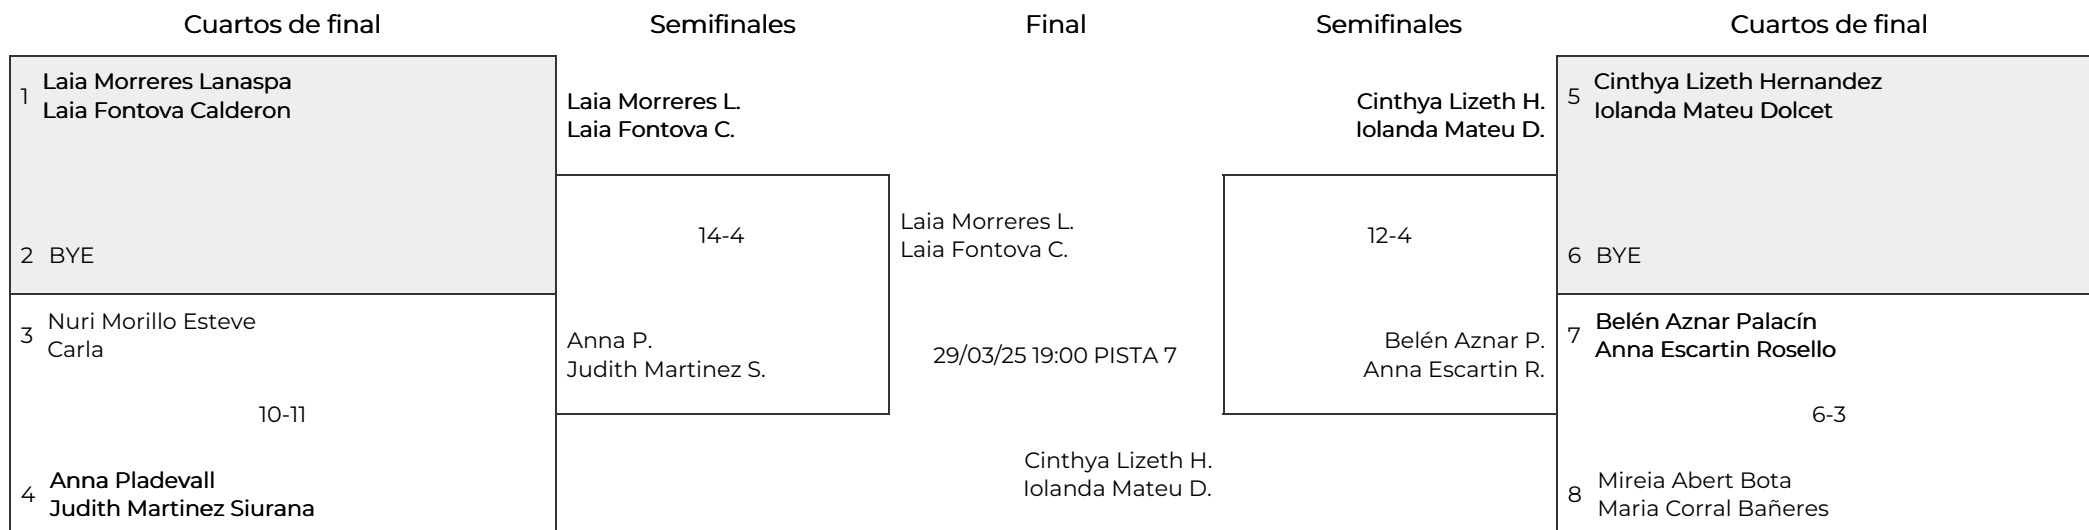 Cuartos de final
Semifinales
Final
Semifinales
Cuartos de final
1
Laia Morreres Lanaspa
Laia Fontova Calderon
2 BYE
3
Nuri Morillo Esteve
Carla
10-11
4
Anna Pladevall
Judith Martinez Siurana
Laia Morreres L.
Laia Fontova C.
14-4
Anna P.
Judith Martinez S.
Laia Morreres L.
Laia Fontova C.
29/03/25 19:00 PISTA 7
Cinthya Lizeth H.
Iolanda Mateu D.
Cinthya Lizeth H.
Iolanda Mateu D.
12-4
Belén Aznar P.
Anna Escartin R.
5
Cinthya Lizeth Hernandez
Iolanda Mateu Dolcet
6 BYE
7
Belén Aznar Palacín
Anna Escartin Rosello
6-3
8
Mireia Abert Bota
Maria Corral Bañeres